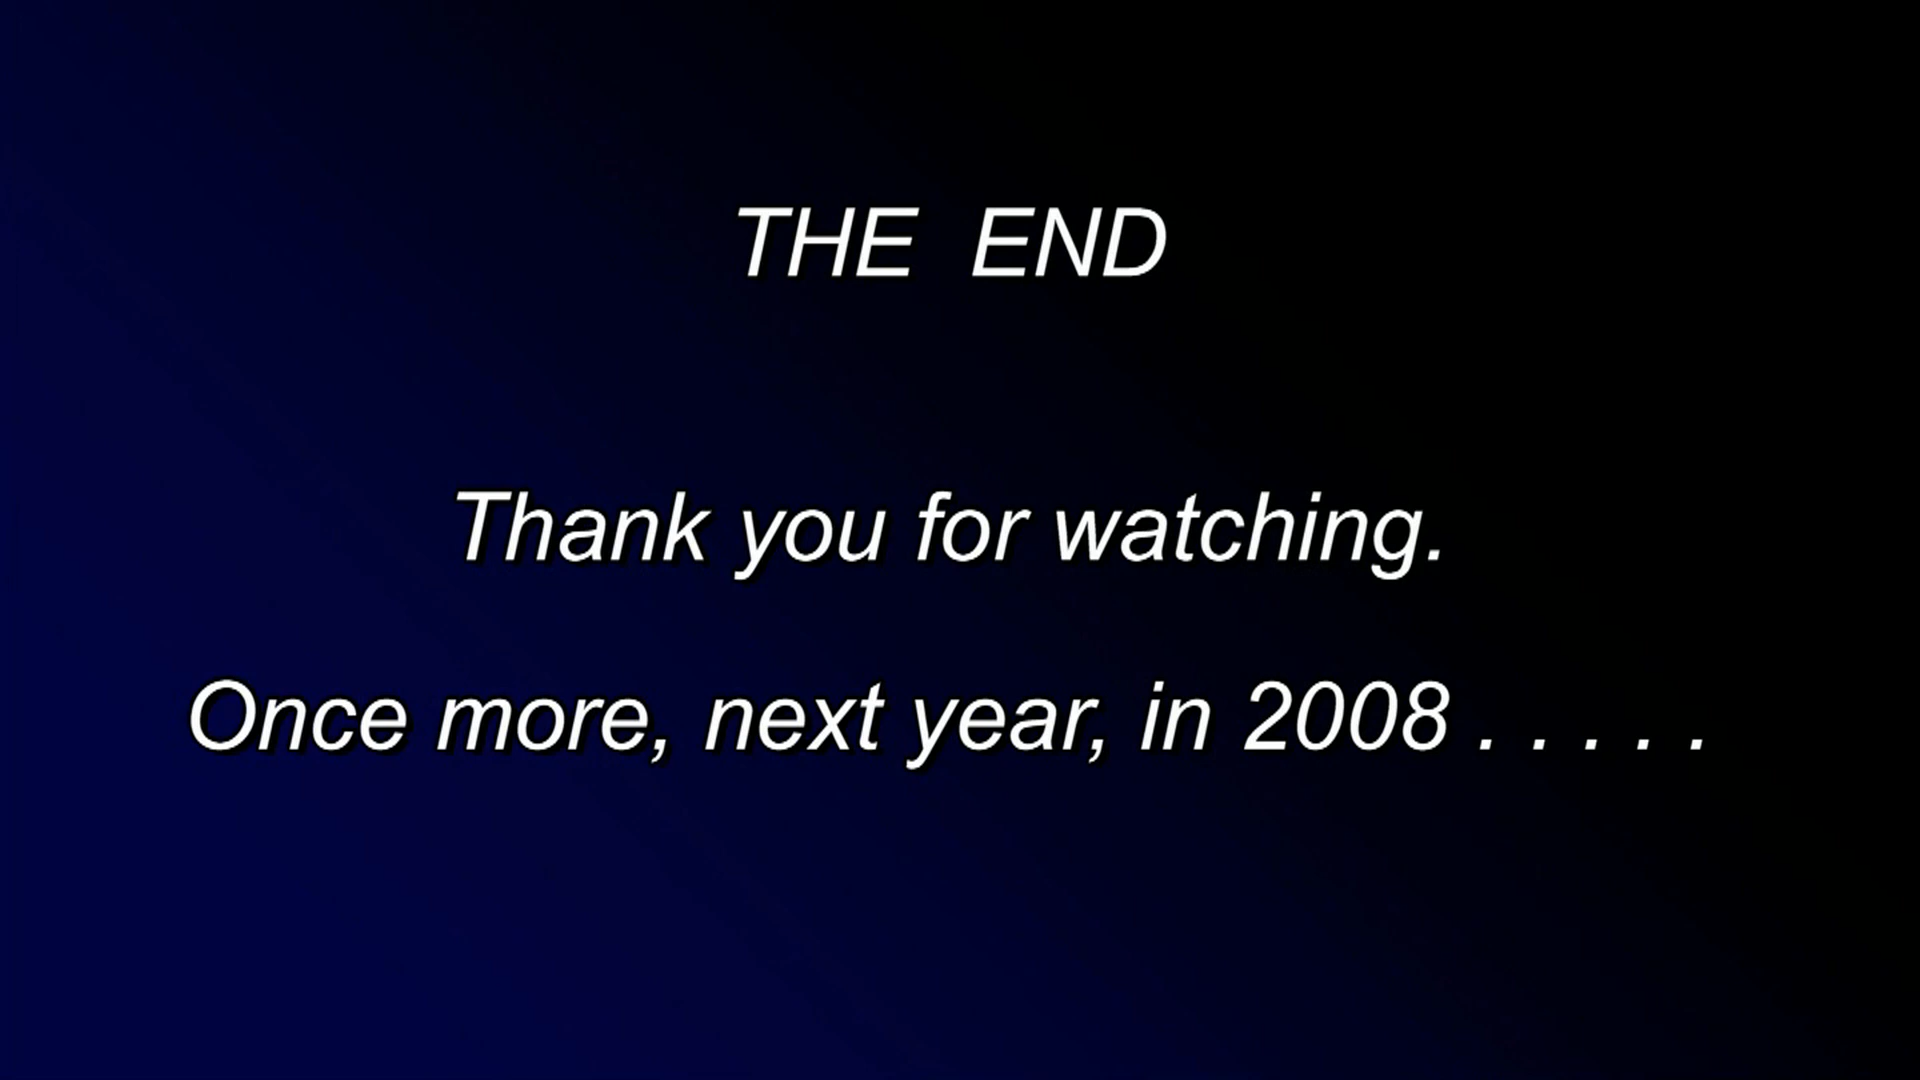 THE END
Thank you for watching.
Once more, next year, in 2008 . . . . .